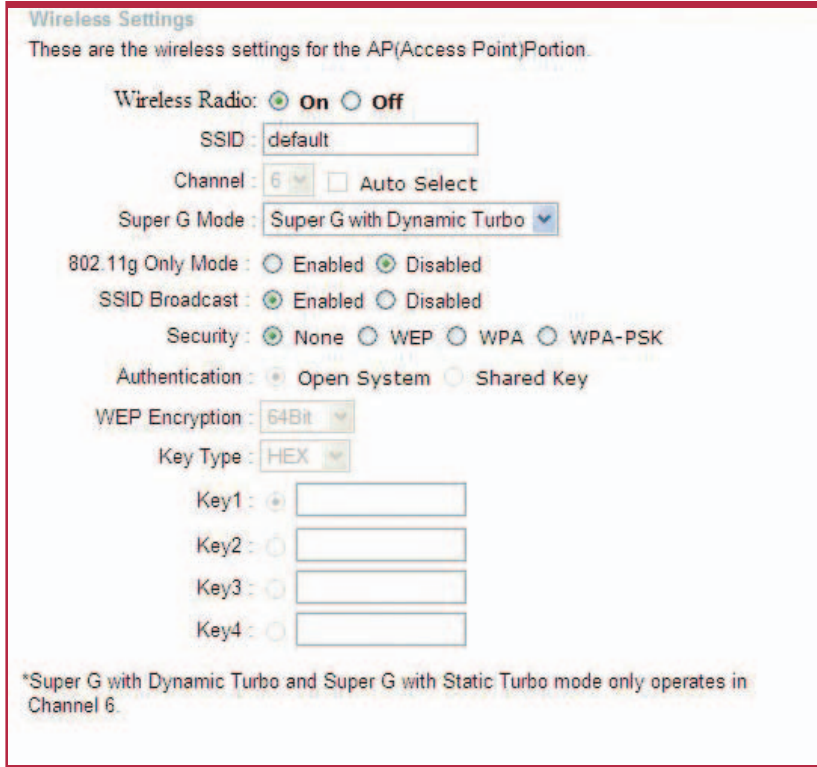 Wireless Settings
These are the wireless settings for the AP(Access Point)Portion.
Wireless Radio: On Off
SSID : default
Channel : 6 Auto Select
Super G Mode : Super G with Dynamic Turbo
802.11g Only Mode : Enabled Disabled
SSID Broadcast : Enabled Disabled
Security : None WEP WPA WPA-PSK
Authentication : Open System Shared Key
WEP Encryption : 64Bit
Key Type : HEX
Key1 :
Key2 :
Key3 :
Key4 :
*Super G with Dynamic Turbo and Super G with Static Turbo mode only operates in
Channel 6.